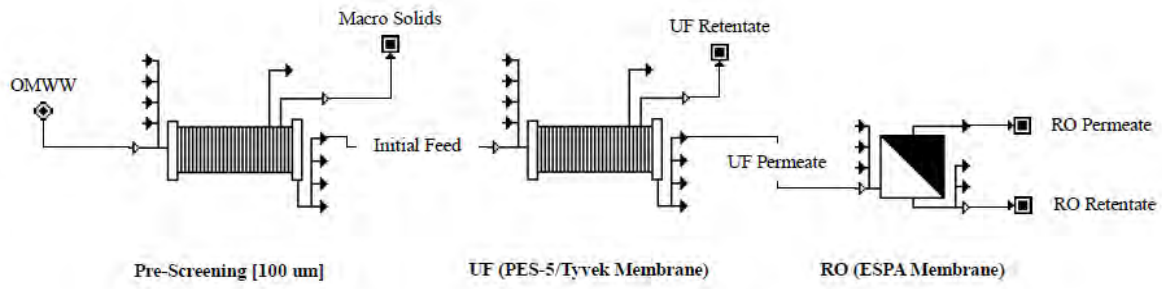 Macro Solids
UF Retentate
OMWW
Initial Feed
UF Permeate
RO Permeate
RO Retentate
Pre-Screening [100 um]
UF (PES-5/Tyvek Membrane)
RO (ESPA Membrane)